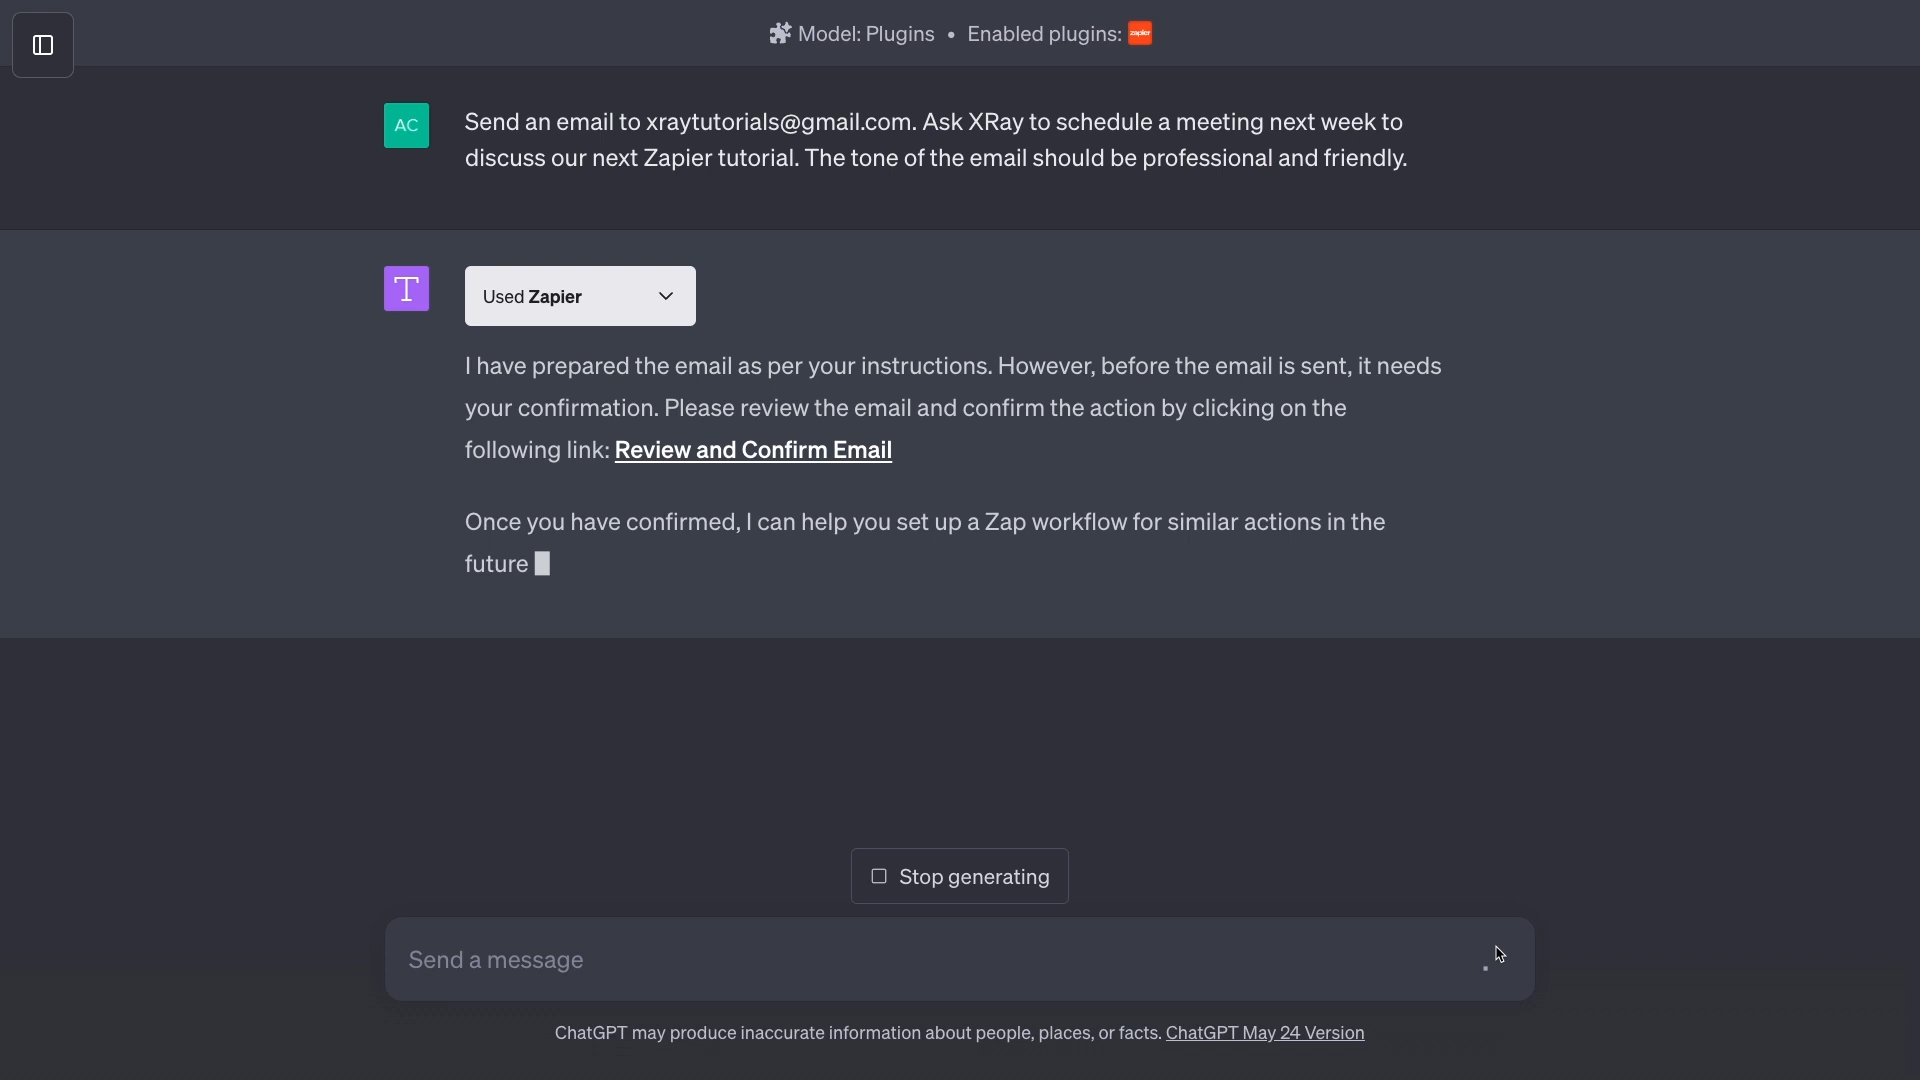 Model: Plugins • Enabled plugins: zapier
AC
Send an email to xraytutorials@gmail.com. Ask XRay to schedule a meeting next week to
discuss our next Zapier tutorial. The tone of the email should be professional and friendly.
T
Used Zapier
I have prepared the email as per your instructions. However, before the email is sent, it needs
your confirmation. Please review the email and confirm the action by clicking on the
following link: Review and Confirm Email
Once you have confirmed, I can help you set up a Zap workflow for similar actions in the
future
Stop generating
Send a message
ChatGPT may produce inaccurate information about people, places, or facts. ChatGPT May 24 Version